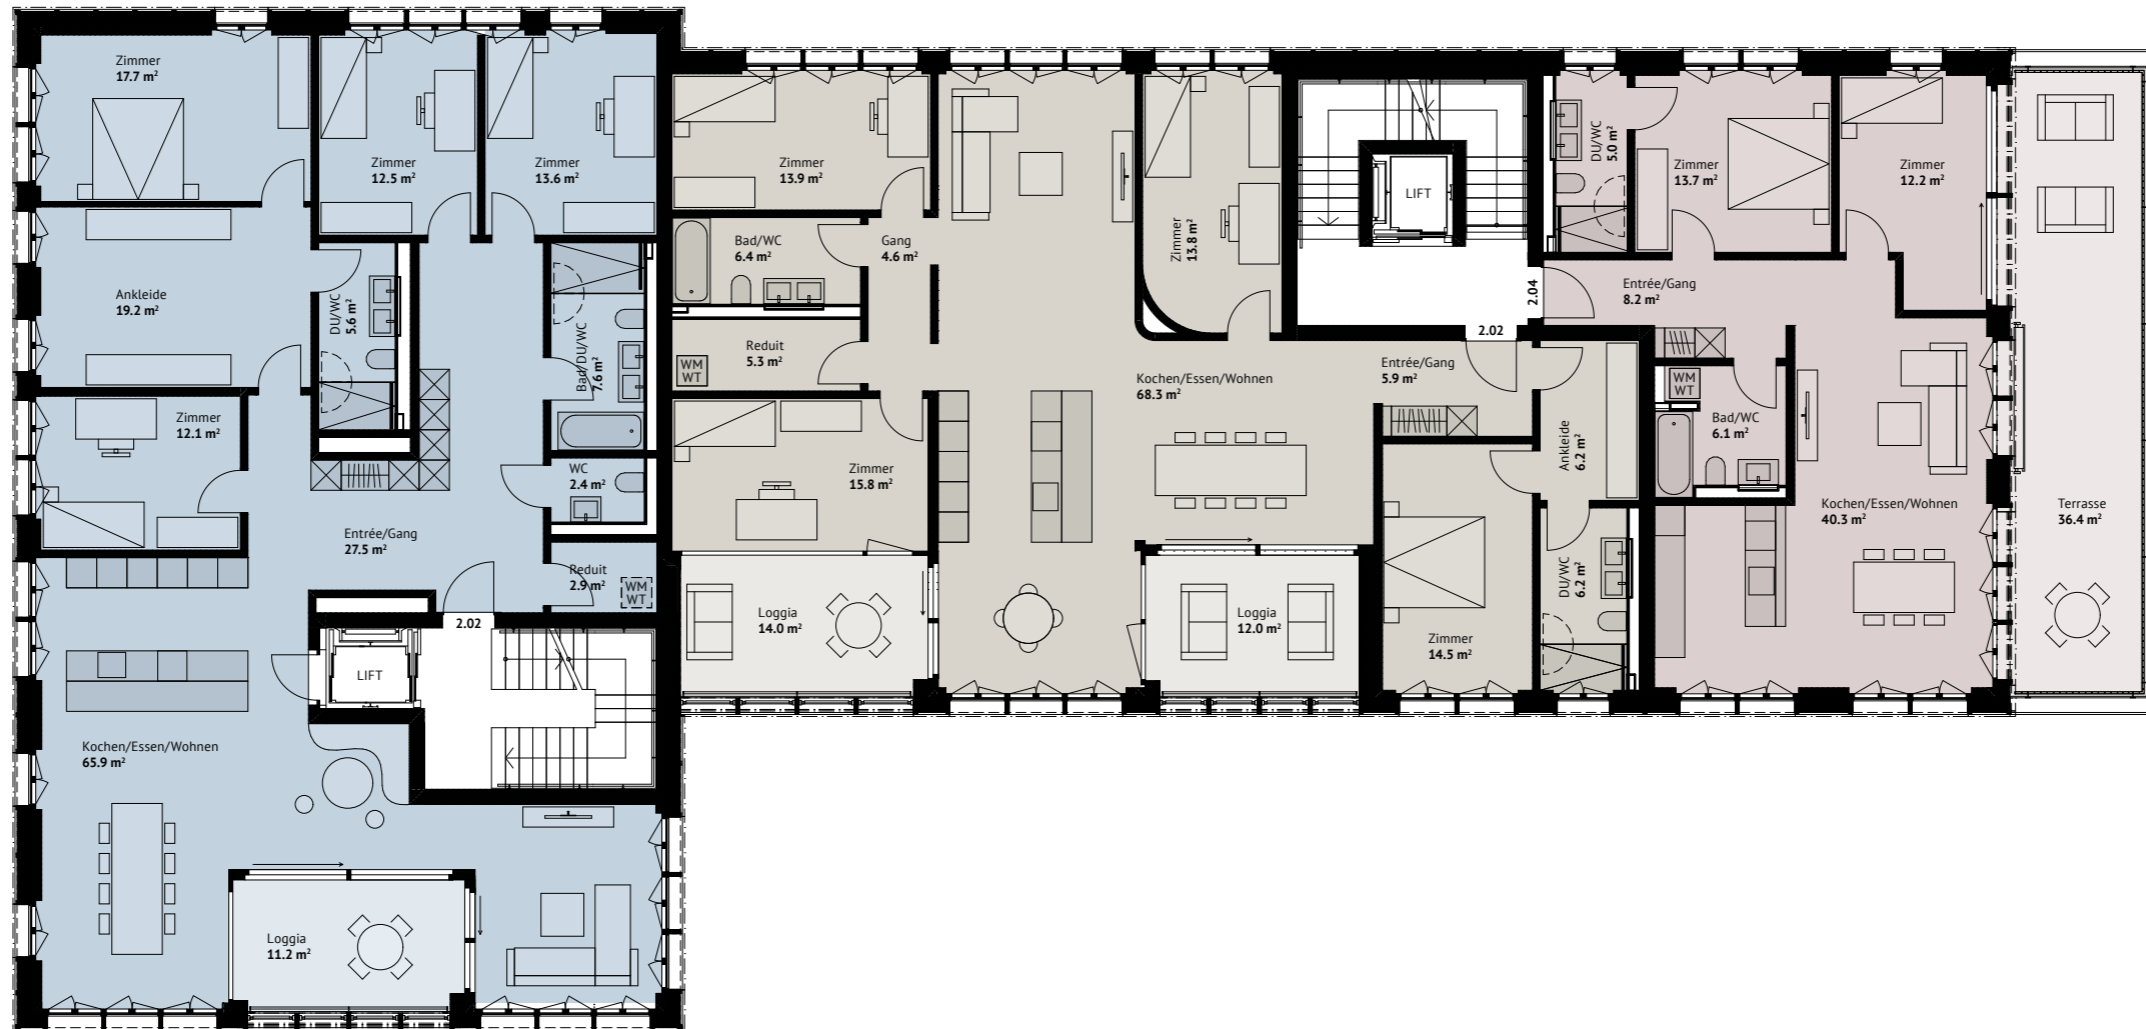 Zimmer
17.7 m²
Zimmer
12.5 m²
Zimmer
13.6 m²
Ankleide
19.2 m²
DU/WC
5.6 m²
Bad/DU/WC
7.6 m²
Zimmer
12.1 m²
WC
2.4 m²
Entrée/Gang
27.5 m²
Reduit
2.9 m²
WM
WT
2.02
LIFT
Kochen/Essen/Wohnen
65.9 m²
Loggia
11.2 m²
Zimmer
13.9 m²
Bad/WC
6.4 m²
Gang
4.6 m²
Reduit
5.3 m²
WM
WT
Zimmer
15.8 m²
Loggia
14.0 m²
Zimmer
13.8 m²
Kochen/Essen/Wohnen
68.3 m²
Entrée/Gang
5.9 m²
Ankleide
6.2 m²
Loggia
12.0 m²
Zimmer
14.5 m²
DU/WC
6.2 m²
LIFT
2.02
2.04
DU/WC
5.0 m²
Zimmer
13.7 m²
Zimmer
12.2 m²
Entrée/Gang
8.2 m²
WM
WT
Bad/WC
6.1 m²
Kochen/Essen/Wohnen
40.3 m²
Terrasse
36.4 m²